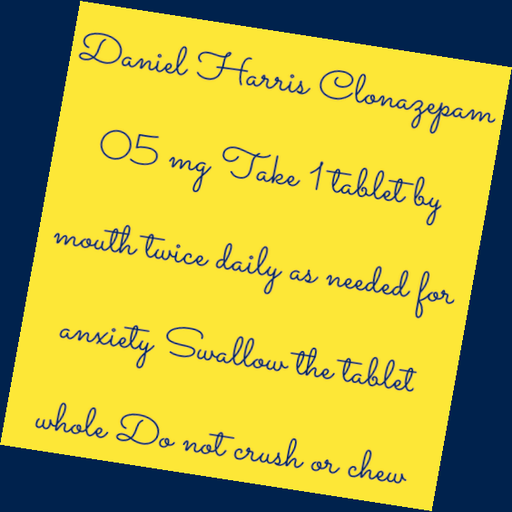 Daniel Harris Clonazepam
05 mg Take 1 tablet by
mouth twice daily as needed for
anxiety Swallow the tablet
whole Do not crush or chew